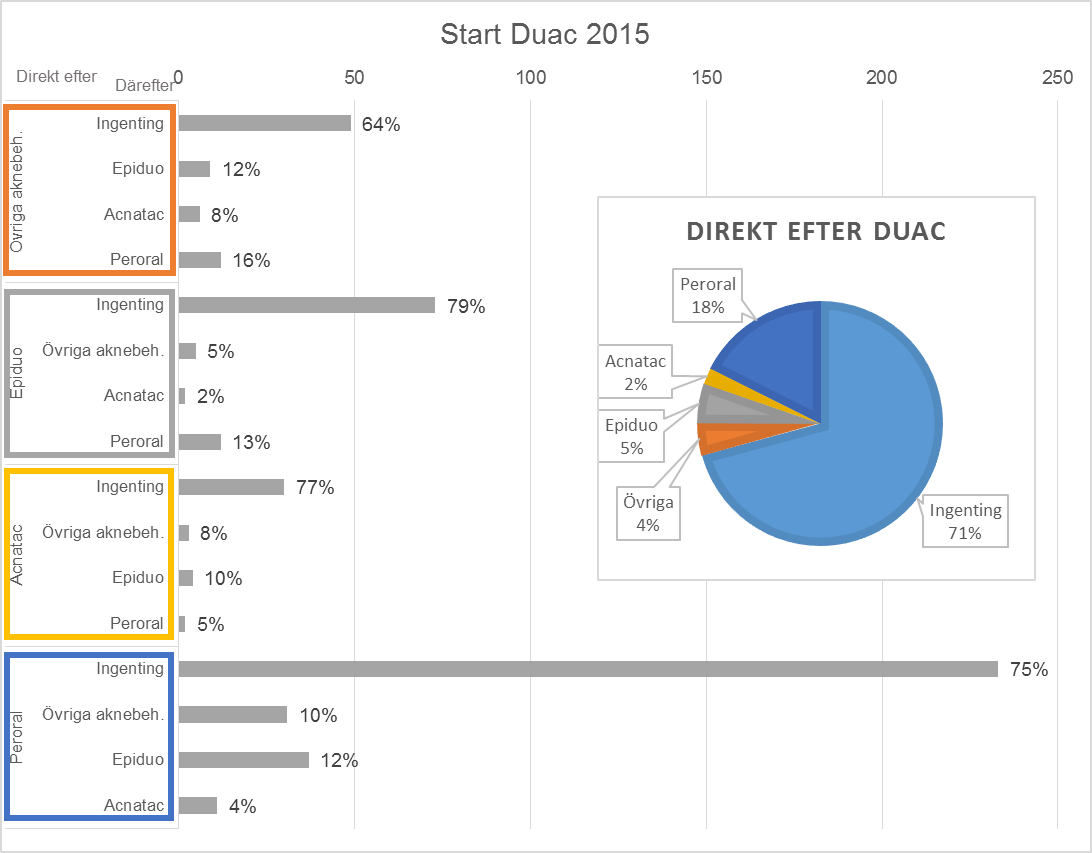 Start Duac 2015
Direkt efter
Därefter
0 50 100 150 200 250
Övriga aknebeh.
Ingenting 64%
Epiduo 12%
Acnatac 8%
Peroral 16%
Epiduo
Ingenting 79%
Övriga aknebeh. 5%
Acnatac 2%
Peroral 13%
Acnatac
Ingenting 77%
Övriga aknebeh. 8%
Epiduo 10%
Peroral 5%
Peroral
Ingenting 75%
Övriga aknebeh. 10%
Epiduo 12%
Acnatac 4%
DIREKT EFTER DUAC
Peroral
18%
Acnatac
2%
Epiduo
5%
Övriga
4%
Ingenting
71%